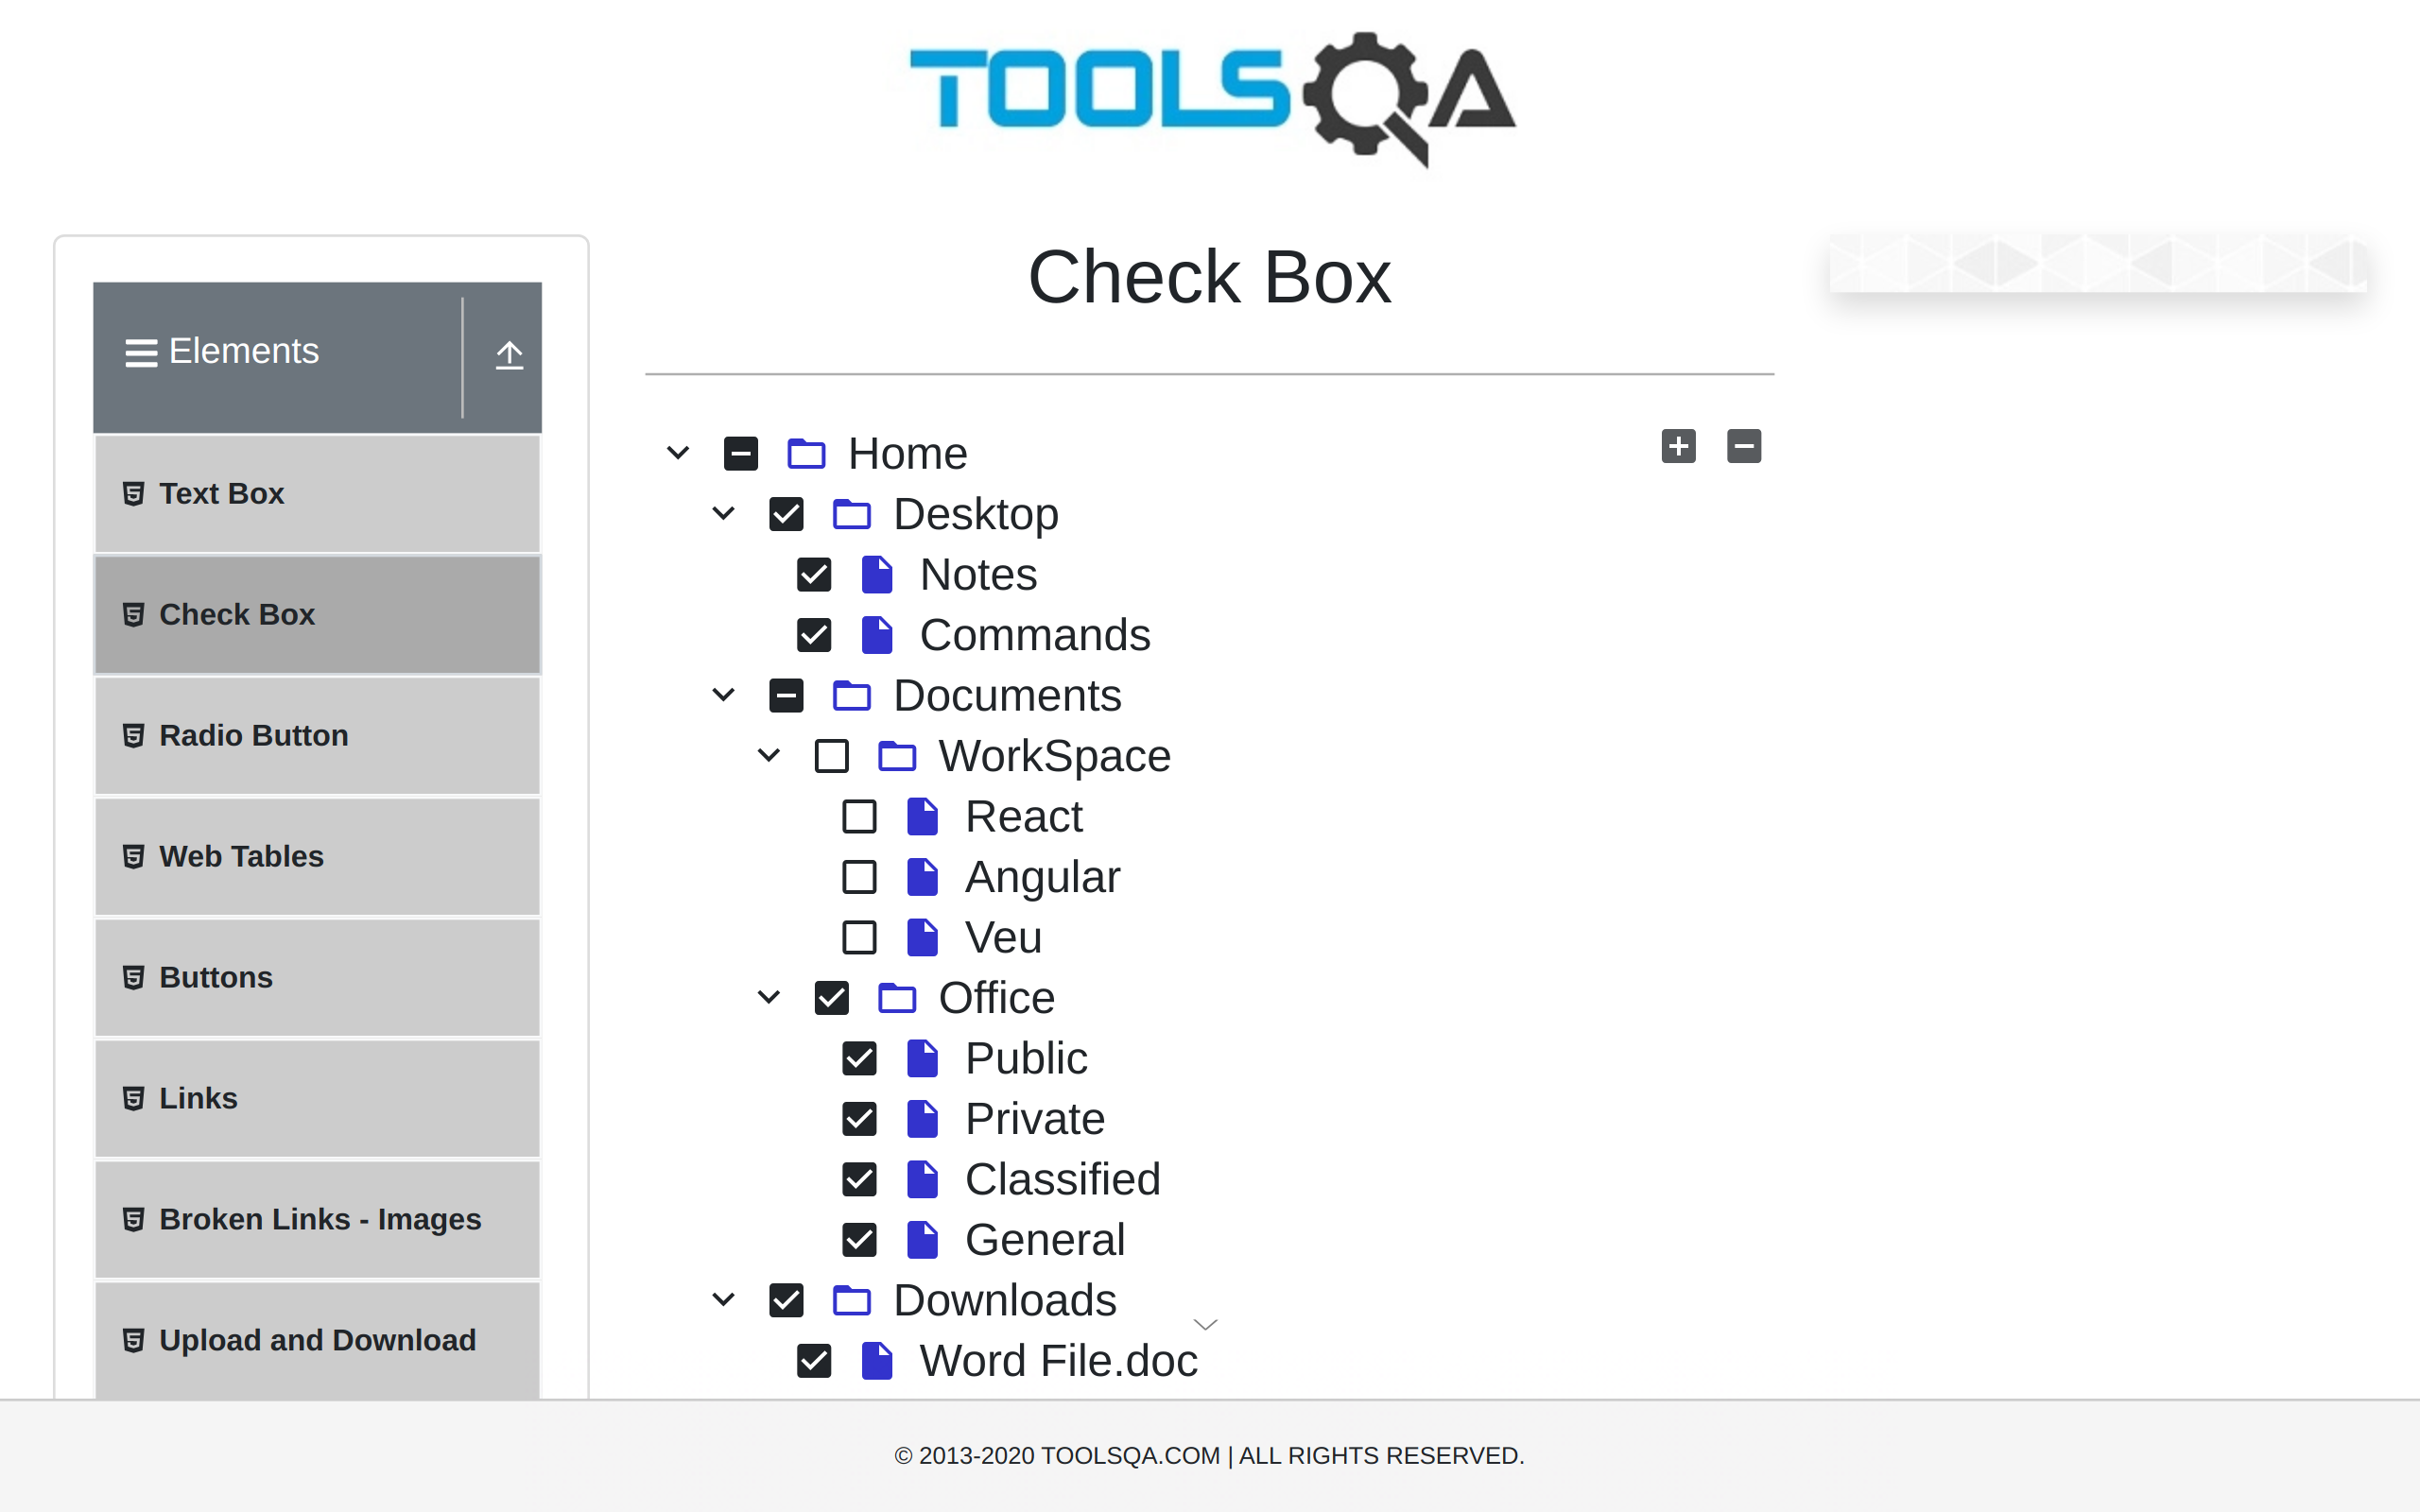 TOOLSQA
Check Box
Elements
Text Box
Check Box
Radio Button
Web Tables
Buttons
Links
Broken Links - Images
Upload and Download
Home
Desktop
Notes
Commands
Documents
WorkSpace
React
Angular
Veu
Office
Public
Private
Classified
General
Downloads
Word File.doc
© 2013-2020 TOOLSQA.COM | ALL RIGHTS RESERVED.